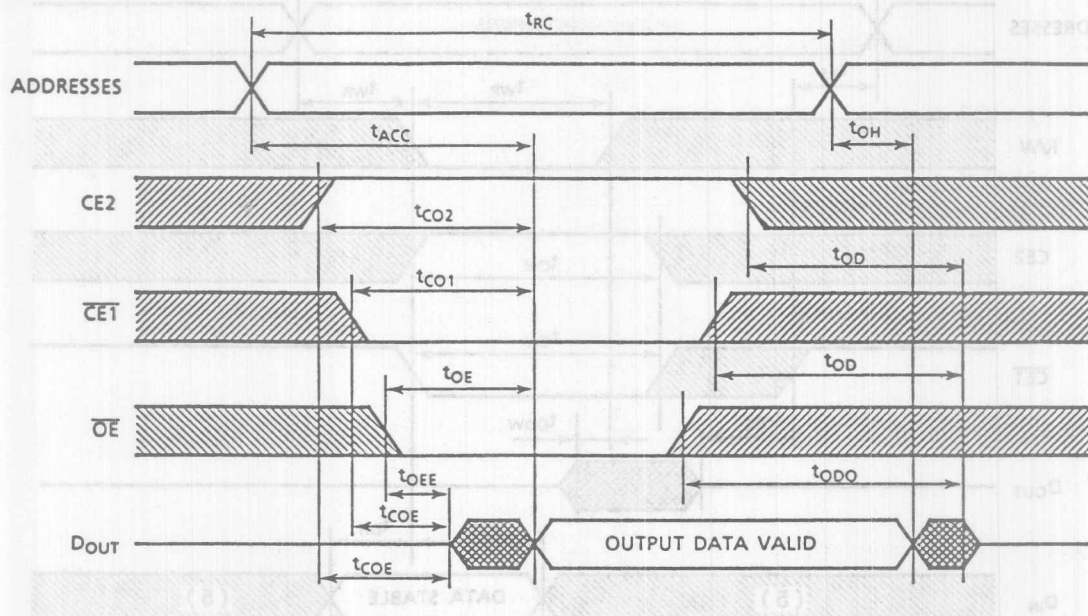 tRC
ADDRESSES
tACC
tOH
CE2
tCO2
tOD
CE1
tCO1
tOD
OE
tOE
tODO
tOEE
tCOE
DOUT
OUTPUT DATA VALID
tCOE